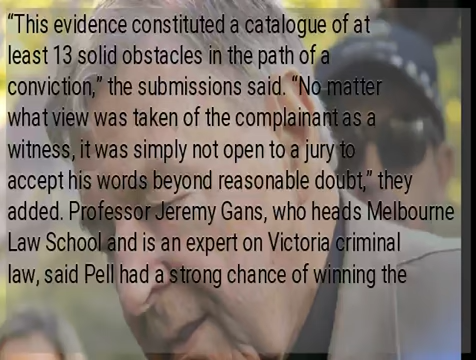 “This evidence constituted a catalogue of at
least 13 solid obstacles in the path of a
conviction,” the submissions said. “No matter
what view was taken of the complainant as a
witness, it was simply not open to a jury to
accept his words beyond reasonable doubt,” they
added. Professor Jeremy Gans, who heads Melbourne
Law School and is an expert on Victoria criminal
law, said Pell had a strong chance of winning the